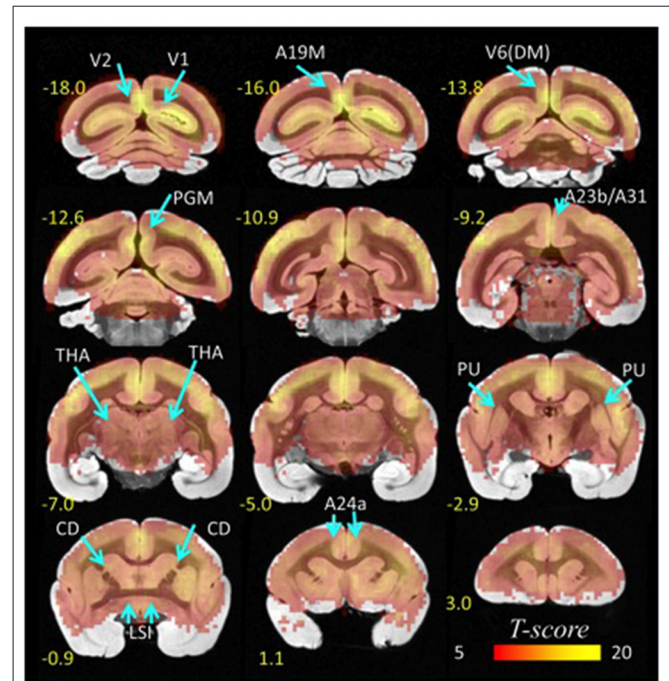 V2 V1 A19M V6(DM)
-18.0 -16.0 -13.8
PGM A23b/A31
-12.6 -10.9 -9.2
THA THA PU PU
-7.0 -5.0 -2.9
CD CD A24a
LSI
3.0
T-score
5 20
-0.9 1.1